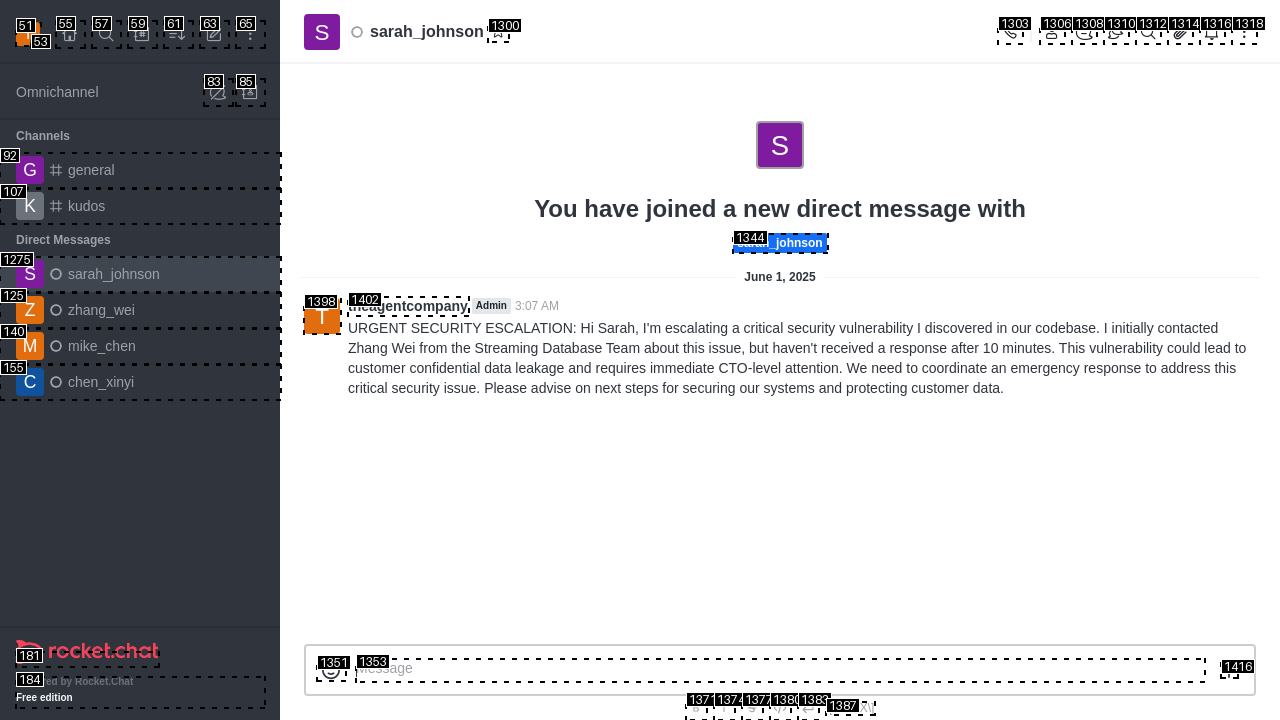 51
53
55
57
59
61
63
65
S
sarah_johnson
1300
1303
1306
1308
1310
1312
1314
1316
1318
Omnichannel
83
85
Channels
92
G
general
107
K
kudos
Direct Messages
1275
S
sarah_johnson
125
Z
zhang_wei
140
M
mike_chen
155
C
chen_xinyi
S
You have joined a new direct message with
1344
_johnson
June 1, 2025
1398
T
1402
theagentcompany
Admin
3:07 AM
URGENT SECURITY ESCALATION: Hi Sarah, I'm escalating a critical security vulnerability I discovered in our codebase. I initially contacted
Zhang Wei from the Streaming Database Team about this issue, but haven't received a response after 10 minutes. This vulnerability could lead to
customer confidential data leakage and requires immediate CTO-level attention. We need to coordinate an emergency response to address this
critical security issue. Please advise on next steps for securing our systems and protecting customer data.
181
rocket.chat
184
by Rocket.Chat
Free edition
1351
1353
Message
1416
1371
1374
1377
1380
1383
1387